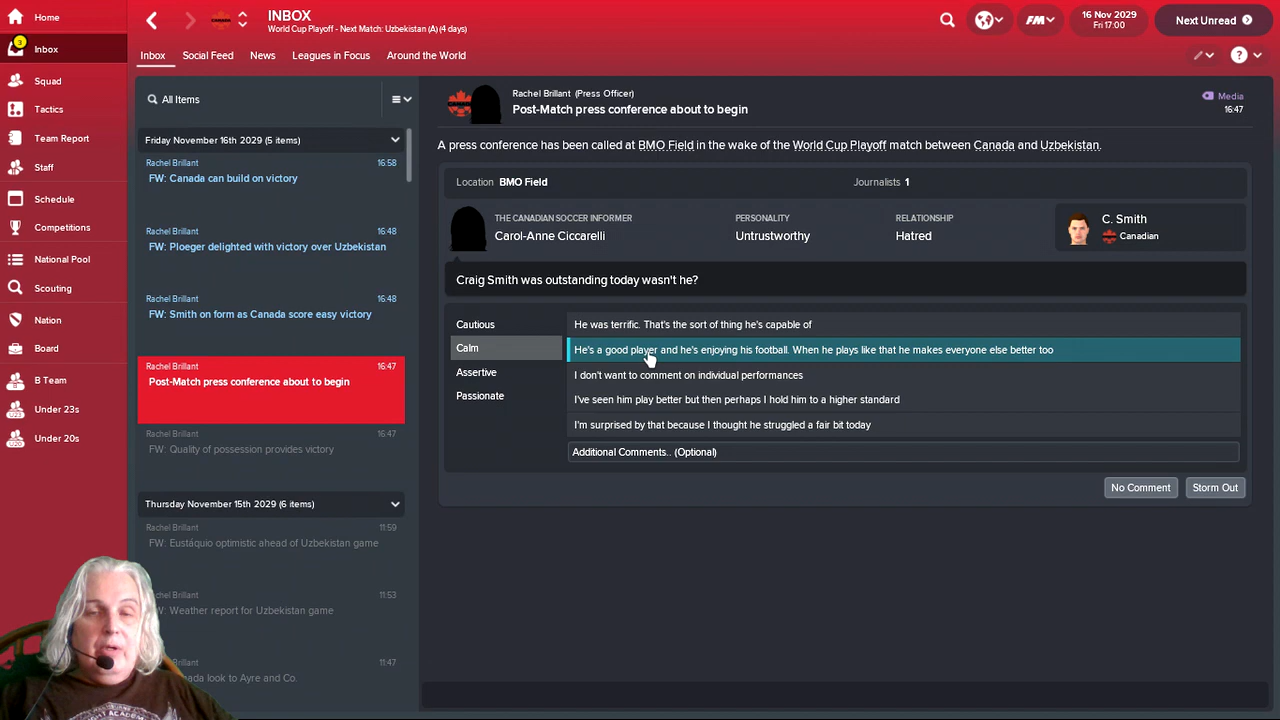 Home
3
Inbox
Squad
Tactics
Team Report
Staff
Schedule
Competitions
National Pool
Scouting
Nation
Board
B Team
Under 23s
Under 20s
INBOX
World Cup Playoff - Next Match: Uzbekistan (A) (4 days)
FM
16 Nov 2029
Fri 17:00
Next Unread
Inbox
Social Feed
News
Leagues in Focus
Around the World
?
All Items
Friday November 16th 2029 (5 items)
Rachel Brillant 16:58
FW: Canada can build on victory
Rachel Brillant 16:48
FW: Ploeger delighted with victory over Uzbekistan
Rachel Brillant 16:48
FW: Smith on form as Canada score easy victory
Rachel Brillant 16:47
Post-Match press conference about to begin
Rachel Brillant 16:47
FW: Quality of possession provides victory
Thursday November 15th 2029 (6 items)
Rachel Brillant 11:59
FW: Eustáquio optimistic ahead of Uzbekistan game
Rachel Brillant 11:53
FW: Weather report for Uzbekistan game
11:47
look to Ayre and Co.
CANADA
Rachel Brillant (Press Officer)
Post-Match press conference about to begin
Media
16:47
A press conference has been called at BMO Field in the wake of the World Cup Playoff match between Canada and Uzbekistan.
Location BMO Field
Journalists 1
THE CANADIAN SOCCER INFORMER
Carol-Anne Ciccarelli
PERSONALITY
Untrustworthy
RELATIONSHIP
Hatred
C. Smith
Canadian
Craig Smith was outstanding today wasn't he?
Cautious
Calm
Assertive
Passionate
He was terrific. That's the sort of thing he's capable of
He's a good player and he's enjoying his football. When he plays like that he makes everyone else better too
I don't want to comment on individual performances
I've seen him play better but then perhaps I hold him to a higher standard
I'm surprised by that because I thought he struggled a fair bit today
Additional Comments.. (Optional)
No Comment
Storm Out